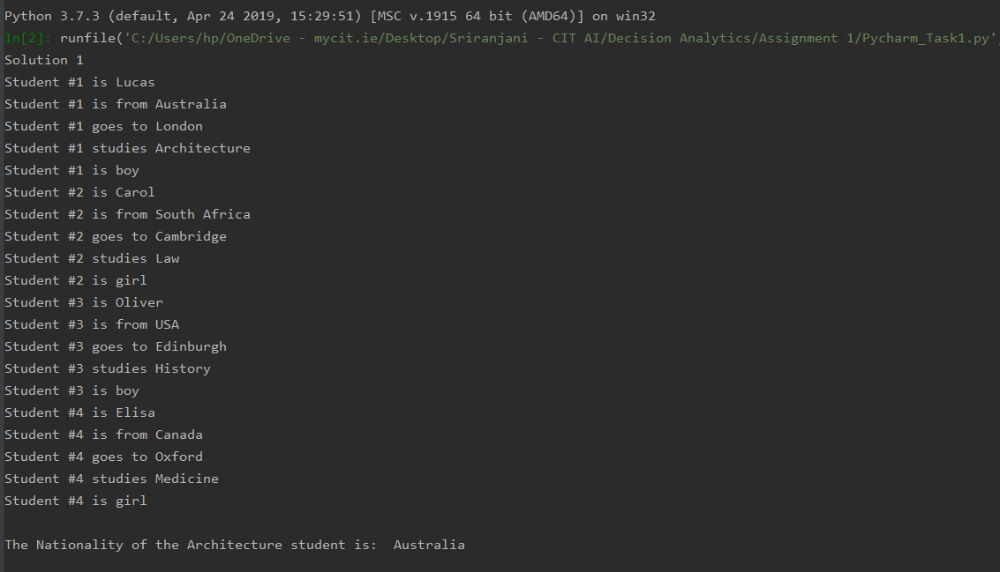 Python 3.7.3 (default, Apr 24 2019, 15:29:51) [MSC v.1915 64 bit (AMD64)] on win32
In[2]: runfile('C:/Users/hp/OneDrive - mycit.ie/Desktop/Sriranjani - CIT AI/Decision Analytics/Assignment 1/Pycharm_Task1.py',
Solution 1
Student #1 is Lucas
Student #1 is from Australia
Student #1 goes to London
Student #1 studies Architecture
Student #1 is boy
Student #2 is Carol
Student #2 is from South Africa
Student #2 goes to Cambridge
Student #2 studies Law
Student #2 is girl
Student #3 is Oliver
Student #3 is from USA
Student #3 goes to Edinburgh
Student #3 studies History
Student #3 is boy
Student #4 is Elisa
Student #4 is from Canada
Student #4 goes to Oxford
Student #4 studies Medicine
Student #4 is girl
The Nationality of the Architecture student is:  Australia